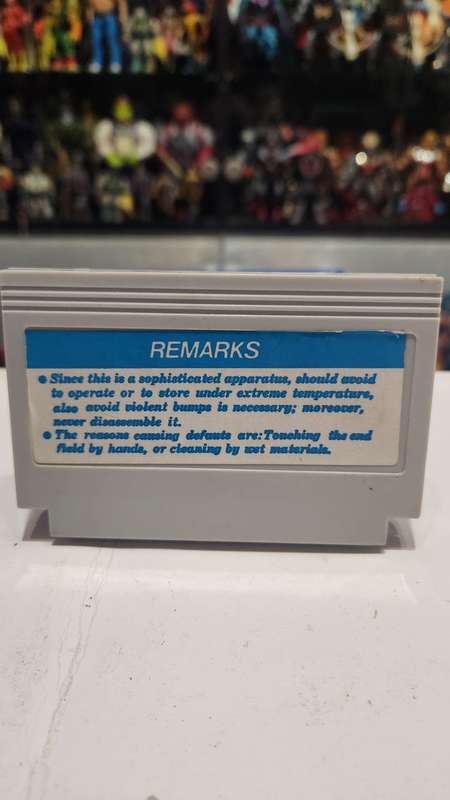 REMARKS
● Since this is a sophisticated apparatus, should avoid
to operate or to store under extreme temperature,
also avoid violent bumps is necessary; moreover,
never disassemble it.
● The reasons causing defauts are:Touching the end
field by hands, or cleaning by wet materials.